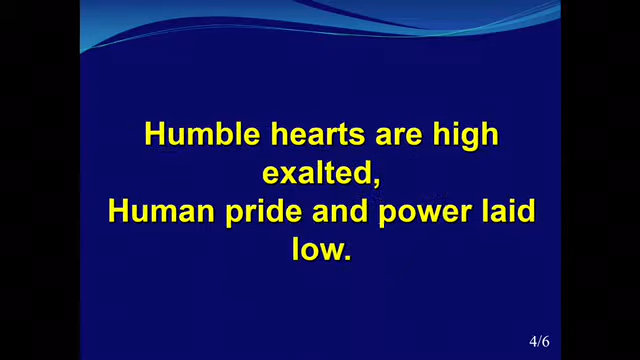 Humble hearts are high
exalted,
Human pride and power laid
low.
4/6